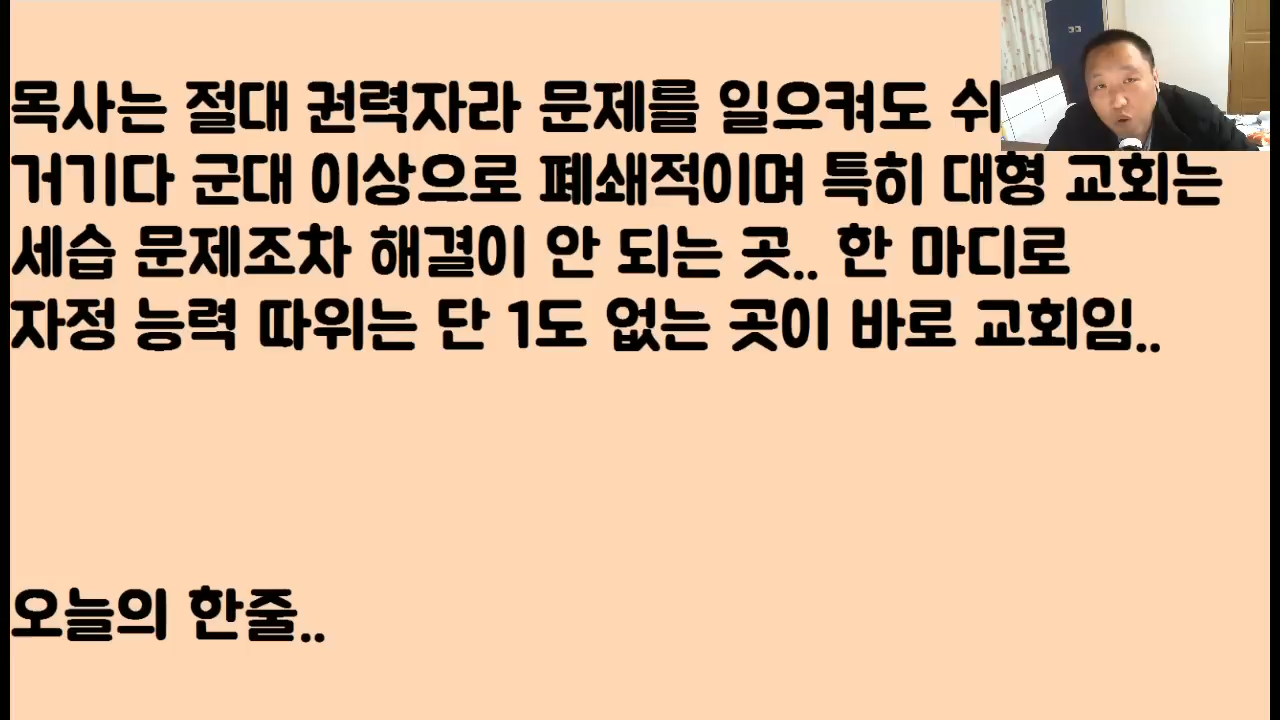 목사는 절대 권력자라 문제를 일으켜도 쉬
거기다 군대 이상으로 폐쇄적이며 특히 대형 교회는
세습 문제조차 해결이 안 되는 곳.. 한 마디로
자정 능력 따위는 단 1도 없는 곳이 바로 교회임..
오늘의 한줄..